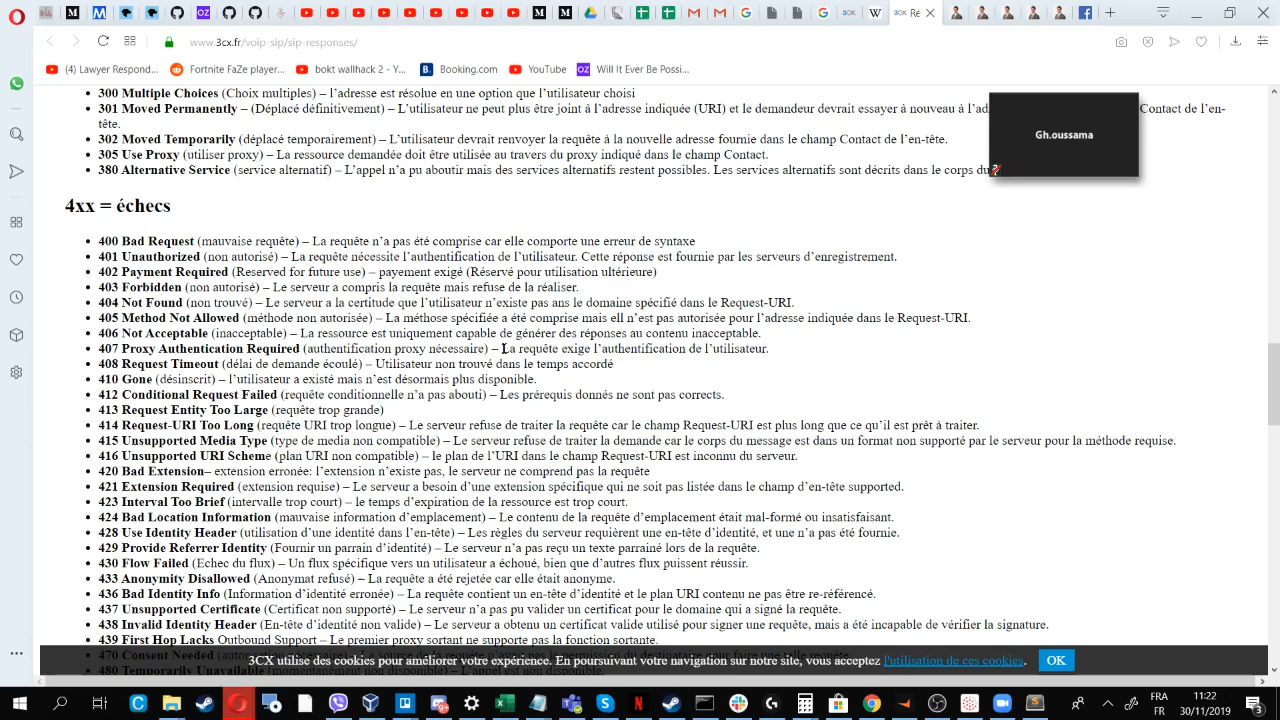 3CX
3CX Re
www.3cx.fr/voip-sip/sip-responses/
(4) Lawyer Respond...
Fortnite FaZe player...
bokt wallhack 2 - Y...
B.
Booking.com
YouTube
OZ
Will It Ever Be Possi...
300 Multiple Choices (Choix multiples) – l’adresse est résolue en une option que l’utilisateur choisi
301 Moved Permanently – (Déplacé définitivement) – L’utilisateur ne peut plus être joint à l’adresse indiquée (URI) et le demandeur devrait essayer à nouveau à l’ad
Contact de l’en-
tête.
302 Moved Temporarily (déplacé temporairement) – L’utilisateur devrait renvoyer la requête à la nouvelle adresse fournie dans le champ Contact de l’en-tête.
305 Use Proxy (utiliser proxy) – La ressource demandée doit être utilisée au travers du proxy indiqué dans le champ Contact.
380 Alternative Service (service alternatif) – L’appel n’a pu aboutir mais des services alternatifs restent possibles. Les services alternatifs sont décrits dans le corps du
Gh.oussama
4xx = échecs
400 Bad Request (mauvaise requête) – La requête n’a pas été comprise car elle comporte une erreur de syntaxe
401 Unauthorized (non autorisé) – La requête nécessite l’authentification de l’utilisateur. Cette réponse est fournie par les serveurs d’enregistrement.
402 Payment Required (Reserved for future use) – payement exigé (Réservé pour utilisation ultérieure)
403 Forbidden (non autorisé) – Le serveur a compris la requête mais refuse de la réaliser.
404 Not Found (non trouvé) – Le serveur a la certitude que l’utilisateur n’existe pas ans le domaine spécifié dans le Request-URI.
405 Method Not Allowed (méthode non autorisée) – La méthose spécifiée a été comprise mais ell n’est pas autorisée pour l’adresse indiquée dans le Request-URI.
406 Not Acceptable (inacceptable) – La ressource est uniquement capable de générer des réponses au contenu inacceptable.
407 Proxy Authentication Required (authentification proxy nécessaire) – La requête exige l’authentification de l’utilisateur.
408 Request Timeout (délai de demande écoulé) – Utilisateur non trouvé dans le temps accordé
410 Gone (désinscrit) – l’utilisateur a existé mais n’est désormais plus disponible.
412 Conditional Request Failed (requête conditionnelle n’a pas abouti) – Les prérequis donnés ne sont pas corrects.
413 Request Entity Too Large (requête trop grande)
414 Request-URI Too Long (requête URI trop longue) – Le serveur refuse de traiter la requête car le champ Request-URI est plus long que ce qu’il est prêt à traiter.
415 Unsupported Media Type (type de media non compatible) – Le serveur refuse de traiter la demande car le corps du message est dans un format non supporté par le serveur pour la méthode requise.
416 Unsupported URI Scheme (plan URI non compatible) – le plan de l’URI dans le champ Request-URI est inconnu du serveur.
420 Bad Extension– extension erronée: l’extension n’existe pas, le serveur ne comprend pas la requête
421 Extension Required (extension requise) – Le serveur a besoin d’une extension spécifique qui ne soit pas listée dans le champ d’en-tête supported.
423 Interval Too Brief (intervalle trop court) – le temps d’expiration de la ressource est trop court.
424 Bad Location Information (mauvaise information d’emplacement) – Le contenu de la requête d’emplacement était mal-formé ou insatisfaisant.
428 Use Identity Header (utilisation d’une identité dans l’en-tête) – Les règles du serveur requièrent une en-tête d’identité, et une n’a pas été fournie.
429 Provide Referrer Identity (Fournir un parrain d’identité) – Le serveur n’a pas reçu un texte parrainé lors de la requête.
430 Flow Failed (Echec du flux) – Un flux spécifique vers un utilisateur a échoué, bien que d’autres flux puissent réussir.
433 Anonymity Disallowed (Anonymat refusé) – La requête a été rejetée car elle était anonyme.
436 Bad Identity Info (Information d’identité erronée) – La requête contient un en-tête d’identité et le plan URI contenu ne pas être re-référencé.
437 Unsupported Certificate (Certificat non supporté) – Le serveur n’a pas pu valider un certificat pour le domaine qui a signé la requête.
438 Invalid Identity Header (En-tête d’identité non valide) – Le serveur a obtenu un certificat valide utilisé pour signer une requête, mais a été incapable de vérifier la signature.
439 First Hop Lacks Outbound Support – Le premier proxy sortant ne supporte pas la fonction sortante.
470 Consent Needed
480 Temporarily Unavailable (momentanément non disponible) – L’appel est non disponible.
3CX utilise des cookies pour améliorer votre expérience. En poursuivant votre navigation sur notre site, vous acceptez l'utilisation de ces cookies.
OK
FRA
FR
11:22
30/11/2019
3